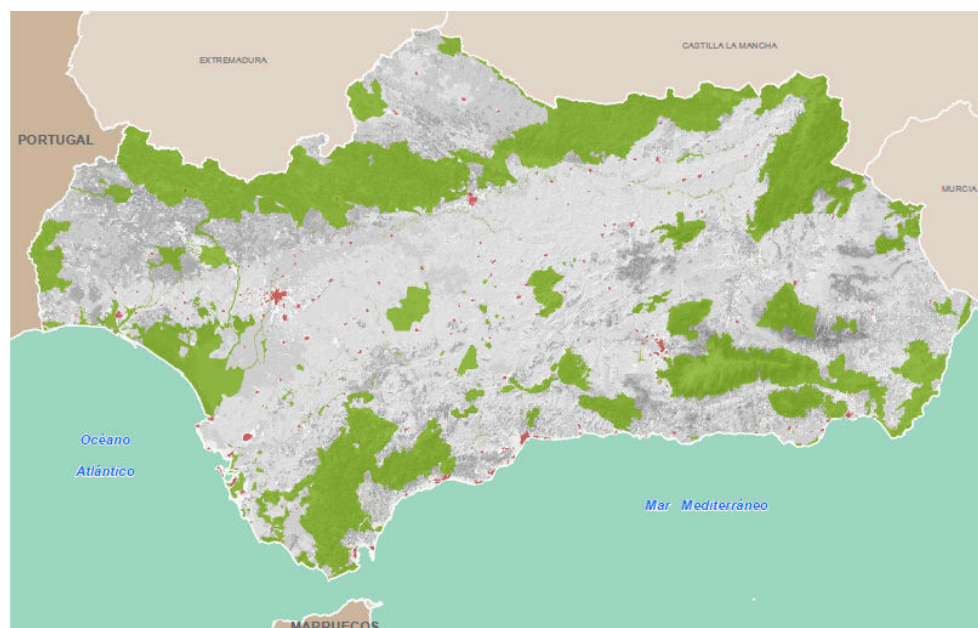 CASTILLA LA MANCHA
EXTREMADURA
PORTUGAL
MURCIA
Océano
Atlántico
Mar Mediterráneo
MARRUECOS